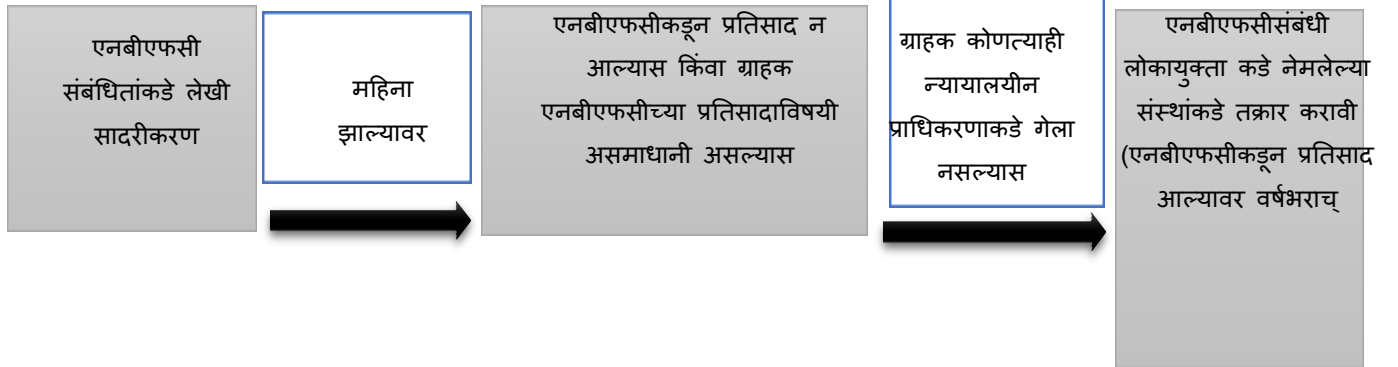 एनबीएफसी
संबंधितांकडे लेखी
सादरीकरण
महिना
झाल्यावर
एनबीएफसीकडून प्रतिसाद न
आल्यास किंवा ग्राहक
एनबीएफसीच्या प्रतिसादाविषयी
असमाधानी असल्यास
ग्राहक कोणत्याही
न्यायालयीन
प्राधिकरणाकडे गेला
नसल्यास
एनबीएफसीसंबंधी
लोकायुक्ता कडे नेमलेल्या
संस्थांकडे तक्रार करावी
(एनबीएफसीकडून प्रतिसाद
आल्यावर वर्षभराच्